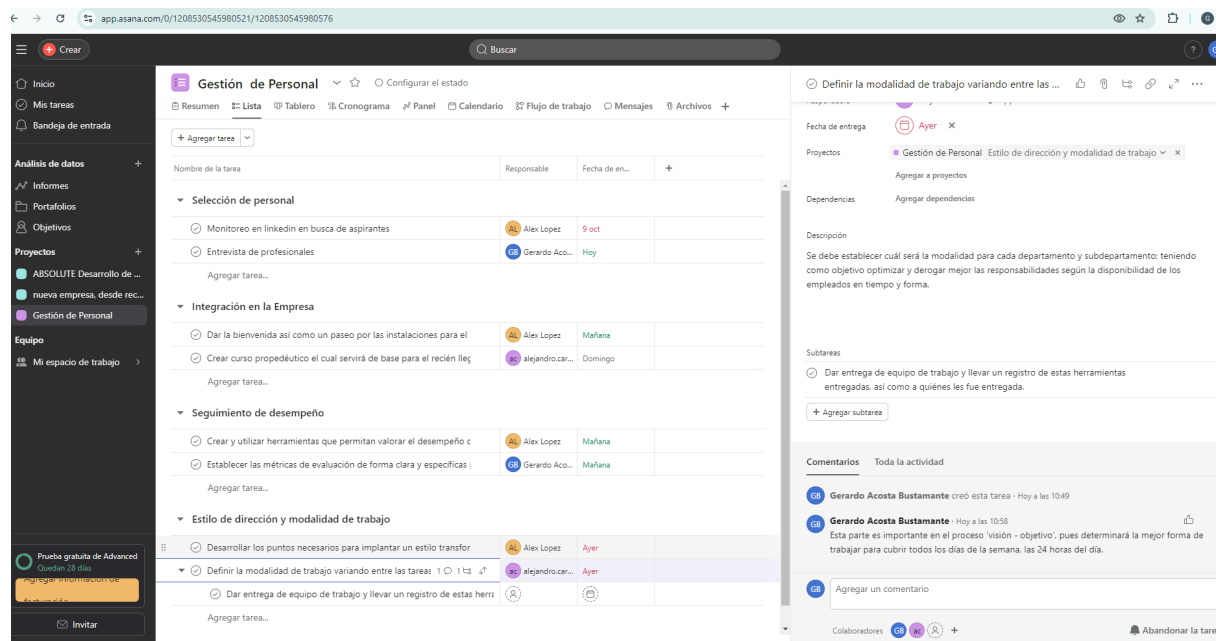 app.asana.com/0/1208530545980521/1208530545980576
G
Crear
Buscar
?
Inicio
Mis tareas
Bandeja de entrada
Análisis de datos
Informes
Portafolios
Objetivos
Proyectos
ABSOLUTE Desarrollo de ...
nueva empresa, desde rec...
Gestión de Personal
Equipo
Mi espacio de trabajo
Prueba gratuita de Advanced
Quedan 28 días
Agregar información de
Invitar
Gestión de Personal Configurar el estado
Resumen Lista Tablero Cronograma Panel Calendario Flujo de trabajo Mensajes Archivos +
+ Agregar tarea
Nombre de la tarea Responsable Fecha de en... +
Selección de personal
Monitoreo en linkedin en busca de aspirantes AL Alex Lopez 9 oct
Entrevista de profesionales GB Gerardo Aco... Hoy
Agregar tarea...
Integración en la Empresa
Dar la bienvenida así como un paseo por las instalaciones para el AL Alex Lopez Mañana
Crear curso propedéutico el cual servirá de base para el recién lleg ac alejandro.car... Domingo
Agregar tarea...
Seguimiento de desempeño
Crear y utilizar herramientas que permitan valorar el desempeño c AL Alex Lopez Mañana
Establecer las métricas de evaluación de forma clara y específicas GB Gerardo Aco... Mañana
Agregar tarea...
Estilo de dirección y modalidad de trabajo
Desarrollar los puntos necesarios para implantar un estilo transfor AL Alex Lopez Ayer
Definir la modalidad de trabajo variando entre las tareas 1 1 ac alejandro.car... Ayer
Dar entrega de equipo de trabajo y llevar un registro de estas herra
Agregar tarea...
Definir la modalidad de trabajo variando entre las ...
Fecha de entrega Ayer ×
Proyectos Gestión de Personal Estilo de dirección y modalidad de trabajo ×
Agregar a proyectos
Dependencias Agregar dependencias
Descripción
Se debe establecer cuál será la modalidad para cada departamento y subdepartamento; teniendo
como objetivo optimizar y derogar mejor las responsabilidades según la disponibilidad de los
empleados en tiempo y forma.
Subtareas
Dar entrega de equipo de trabajo y llevar un registro de estas herramientas
entregadas, así como a quiénes les fue entregada.
+ Agregar subtarea
Comentarios Toda la actividad
GB Gerardo Acosta Bustamante creó esta tarea · Hoy a las 10:49
GB Gerardo Acosta Bustamante · Hoy a las 10:58
Esta parte es importante en el proceso 'visión - objetivo', pues determinará la mejor forma de
trabajar para cubrir todos los días de la semana. las 24 horas del día.
GB Agregar un comentario
Colaboradores GB ac + Abandonar la tare